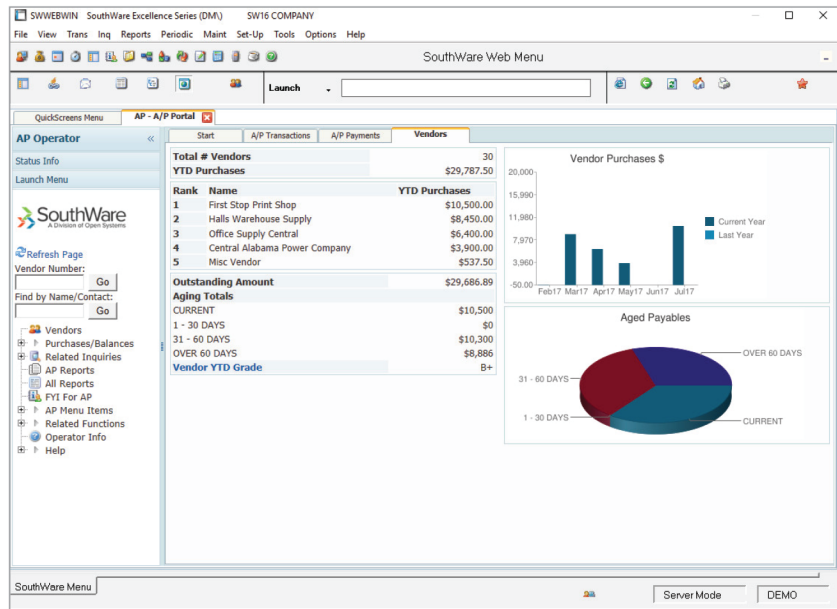 SWWEBWIN SouthWare Excellence Series (DM\) SW16 COMPANY
File View Trans Inq Reports Periodic Maint Set-Up Tools Options Help
SouthWare Web Menu
Launch
QuickScreens Menu AP - A/P Portal
AP Operator «
Status Info
Launch Menu
SouthWare
A Division of Open Systems
Refresh Page
Vendor Number:
Go
Find by Name/Contact:
Go
Vendors
Purchases/Balances
Related Inquiries
AP Reports
All Reports
FYI For AP
AP Menu Items
Related Functions
Operator Info
Help
Start A/P Transactions A/P Payments Vendors
Total # Vendors 30
YTD Purchases $29,787.50
Rank Name YTD Purchases
1 First Stop Print Shop $10,500.00
2 Halls Warehouse Supply $8,450.00
3 Office Supply Central $6,400.00
4 Central Alabama Power Company $3,900.00
5 Misc Vendor $537.50
Outstanding Amount $29,686.89
Aging Totals
CURRENT $10,500
1 - 30 DAYS $0
31 - 60 DAYS $10,300
OVER 60 DAYS $8,886
Vendor YTD Grade B+
Vendor Purchases $
20,000
15,990
11,980
7,970
3,960
-50.00
Feb17 Mar17 Apr17 May17 Jun17 Jul17
Current Year
Last Year
Aged Payables
OVER 60 DAYS
31 - 60 DAYS
1 - 30 DAYS
CURRENT
SouthWare Menu
Server Mode DEMO